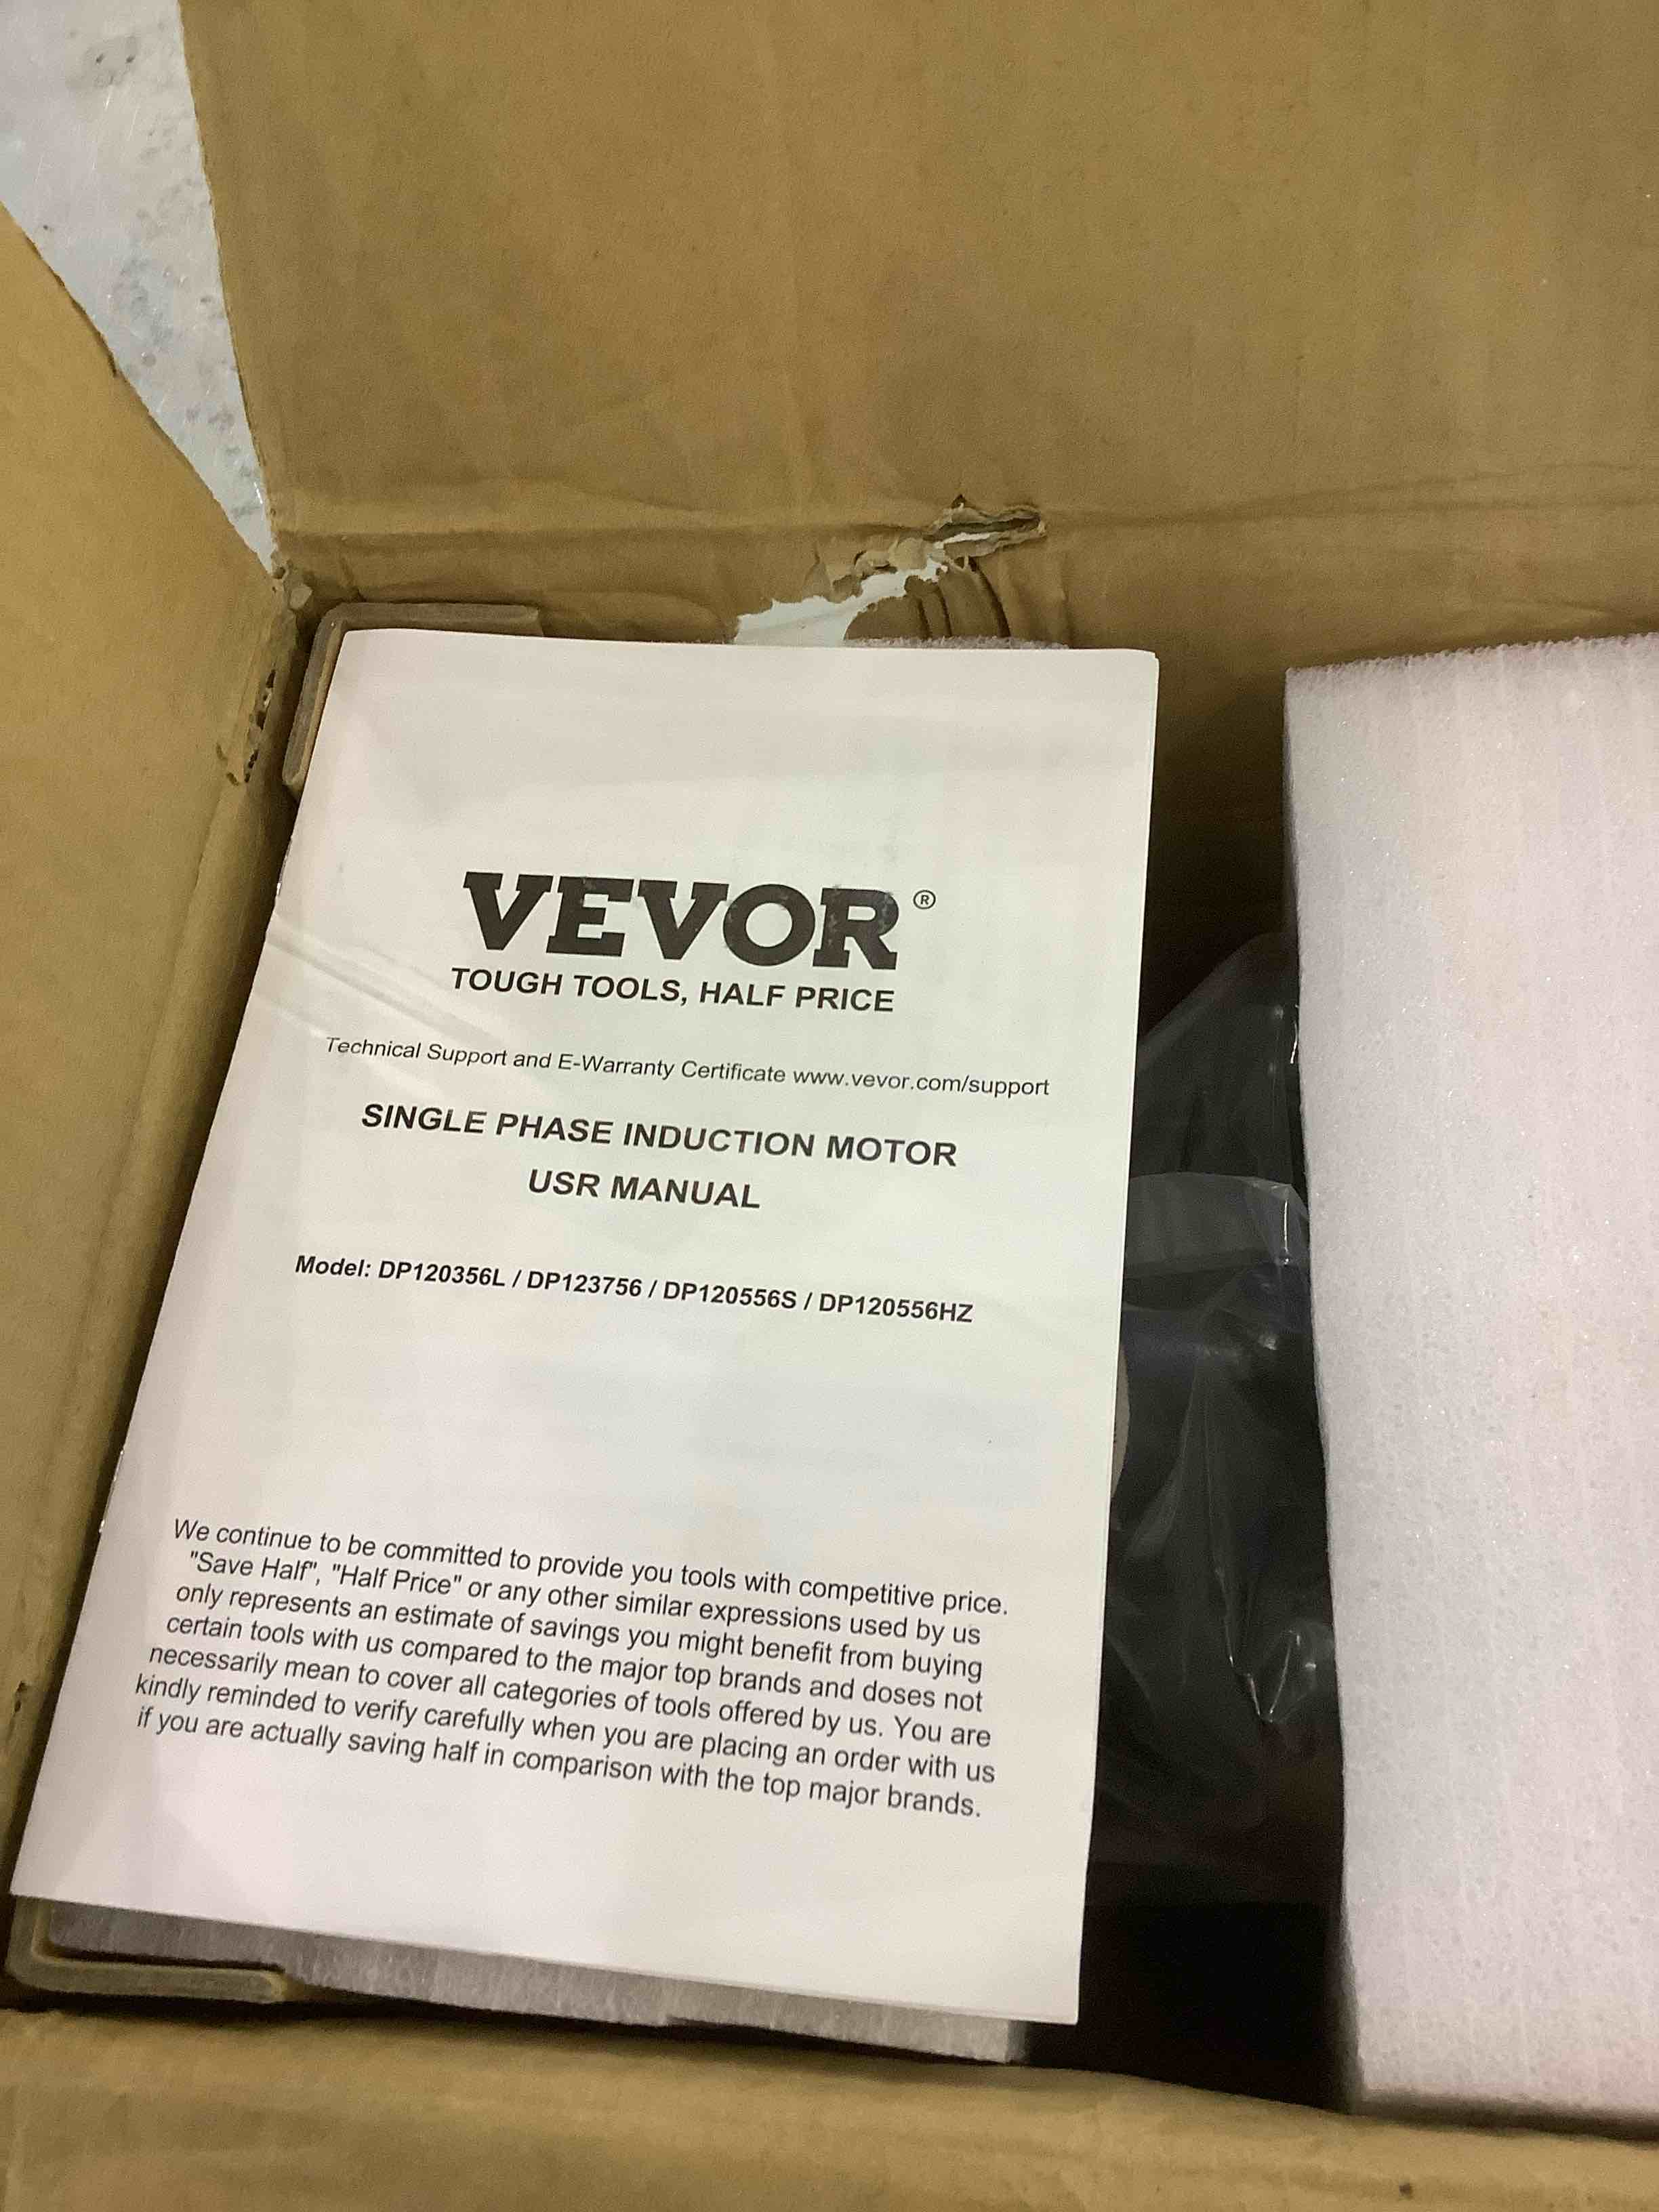 VEVOR®
TOUGH TOOLS, HALF PRICE
Technical Support and E-Warranty Certificate www.vevor.com/support
SINGLE PHASE INDUCTION MOTOR
USR MANUAL
Model: DP120356L / DP123756 / DP120556S / DP120556HZ
We continue to be committed to provide you tools with competitive price.
"Save Half", "Half Price" or any other similar expressions used by us
only represents an estimate of savings you might benefit from buying
certain tools with us compared to the major top brands and doses not
necessarily mean to cover all categories of tools offered by us. You are
kindly reminded to verify carefully when you are placing an order with us
if you are actually saving half in comparison with the top major brands.